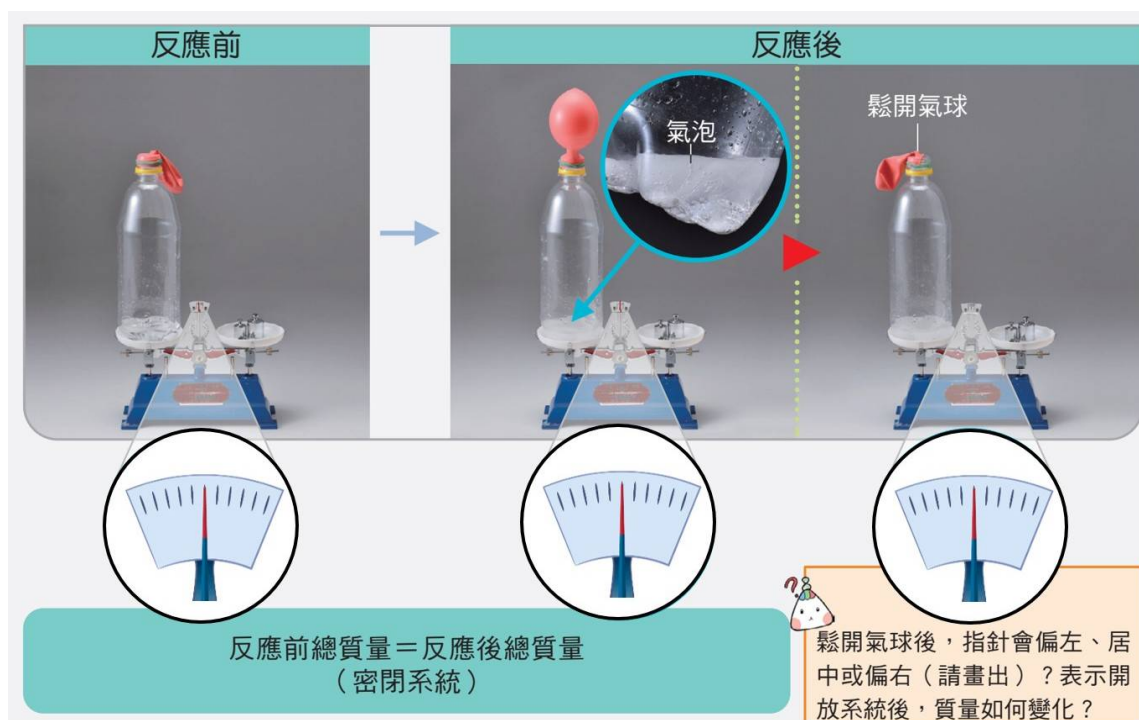 反應前
反應後
氣泡
鬆開氣球
反應前總質量＝反應後總質量
（密閉系統）
?
鬆開氣球後，指針會偏左、居
中或偏右（請畫出）？表示開
放系統後，質量如何變化？